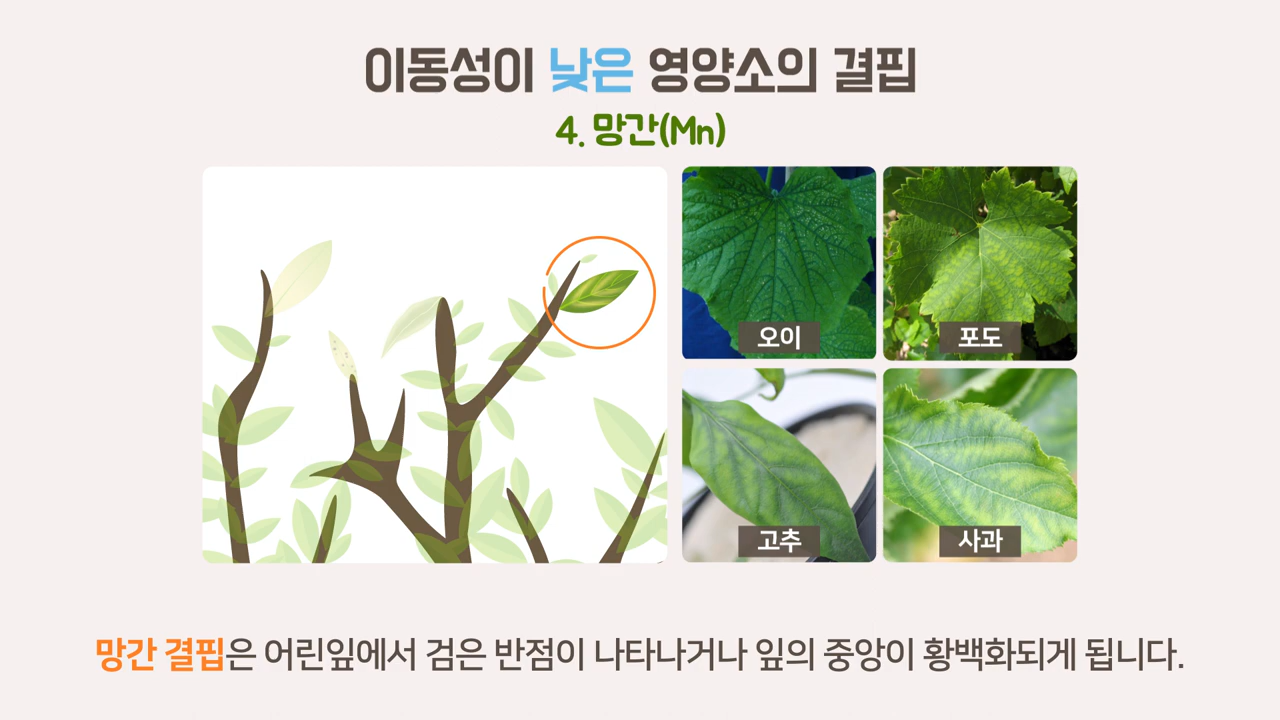 이동성이 낮은 영양소의 결핍
4. 망간(Mn)
오이
포도
고추
사과
망간 결핍은 어린잎에서 검은 반점이 나타나거나 잎의 중앙이 황백화되게 됩니다.